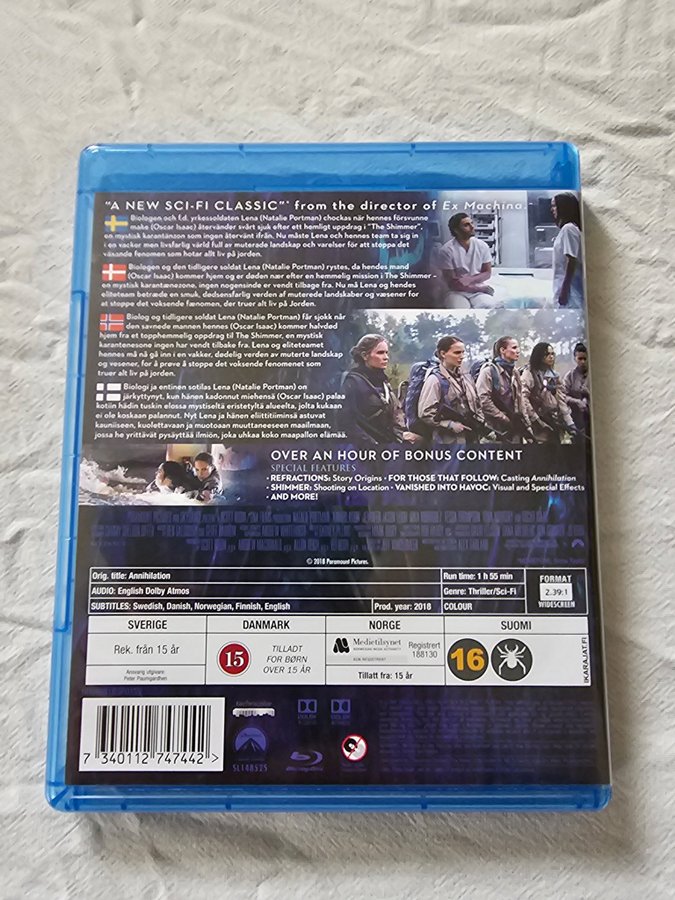 "A NEW SCI-FI CLASSIC"* from the director of Ex Machina.
Biologen och f.d. yrkessoldaten Lena (Natalie Portman) chockas när hennes försvunne
make (Oscar Isaac) återvänder svårt sjuk efter ett hemligt uppdrag i "The Shimmer",
en mystisk karantänszon som ingen återvänt ifrån. Nu måste Lena och hennes team ta sig in
i en vacker men livsfarlig värld full av muterade landskap och varelser för att stoppa det
växande fenomen som hotar allt liv på jorden.
Biologen og den tidligere soldat Lena (Natalie Portman) rystes, da hendes mand
(Oscar Isaac) kommer hjem og er døden nær efter en hemmelig mission i The Shimmer -
en mystisk karantænezone, ingen nogensinde er vendt tilbage fra. Nu må Lena og hendes
eliteteam betræde en smuk, dødsensfarlig verden af muterede landskaber og væsener for
at stoppe det voksende fænomen, der truer alt liv på Jorden.
Biolog og tidligere soldat Lena (Natalie Portman) får sjokk når
den savnede mannen hennes (Oscar Isaac) kommer halvdød
hjem fra et topphemmelig oppdrag til The Shimmer, en mystisk
karantenesone ingen har vendt tilbake fra. Lena og eliteteamet
hennes må nå gå inn i en vakker, dødelig verden av muterte landskap
og vesener, for å prøve å stoppe det voksende fenomenet som
truer alt liv på jorden.
Biologi ja entinen sotilas Lena (Natalie Portman) on
järkyttynyt, kun hänen kadonnut miehensä (Oscar Isaac) palaa
kotiin hädin tuskin elossa mystiseltä eristetyltä alueelta, jolta kukaan
ei ole koskaan palannut. Nyt Lena ja hänen eliittitiiminsä astuvat
kauniiseen, kuolettavaan ja muotoaan muuttaneeseen maailmaan,
jossa he yrittävät pysäyttää ilmiön, joka uhkaa koko maapallon elämää.
OVER AN HOUR OF BONUS CONTENT
SPECIAL FEATURES
• REFRACTIONS: Story Origins • FOR THOSE THAT FOLLOW: Casting Annihilation
• SHIMMER: Shooting on Location • VANISHED INTO HAVOC: Visual and Special Effects
• AND MORE!
© 2018 Paramount Pictures.
Orig. title: Annihilation
Run time: 1 h 55 min
AUDIO: English Dolby Atmos
Genre: Thriller/Sci-Fi
SUBTITLES: Swedish, Danish, Norwegian, Finnish, English
Prod. year: 2018
COLOUR
FORMAT
2.39:1
WIDESCREEN
SVERIGE
Rek. från 15 år
Ansvarig utgivare:
Peter Paumgardhen
DANMARK
15
TILLADT
FOR BØRN
OVER 15 ÅR
NORGE
Medietilsynet
NORWEGIAN MEDIA AUTHORITY
Registrert
188130
Tillatt fra: 15 år
SUOMI
16
IKARAJAT.FI
7 340112 747442 >
SL148525